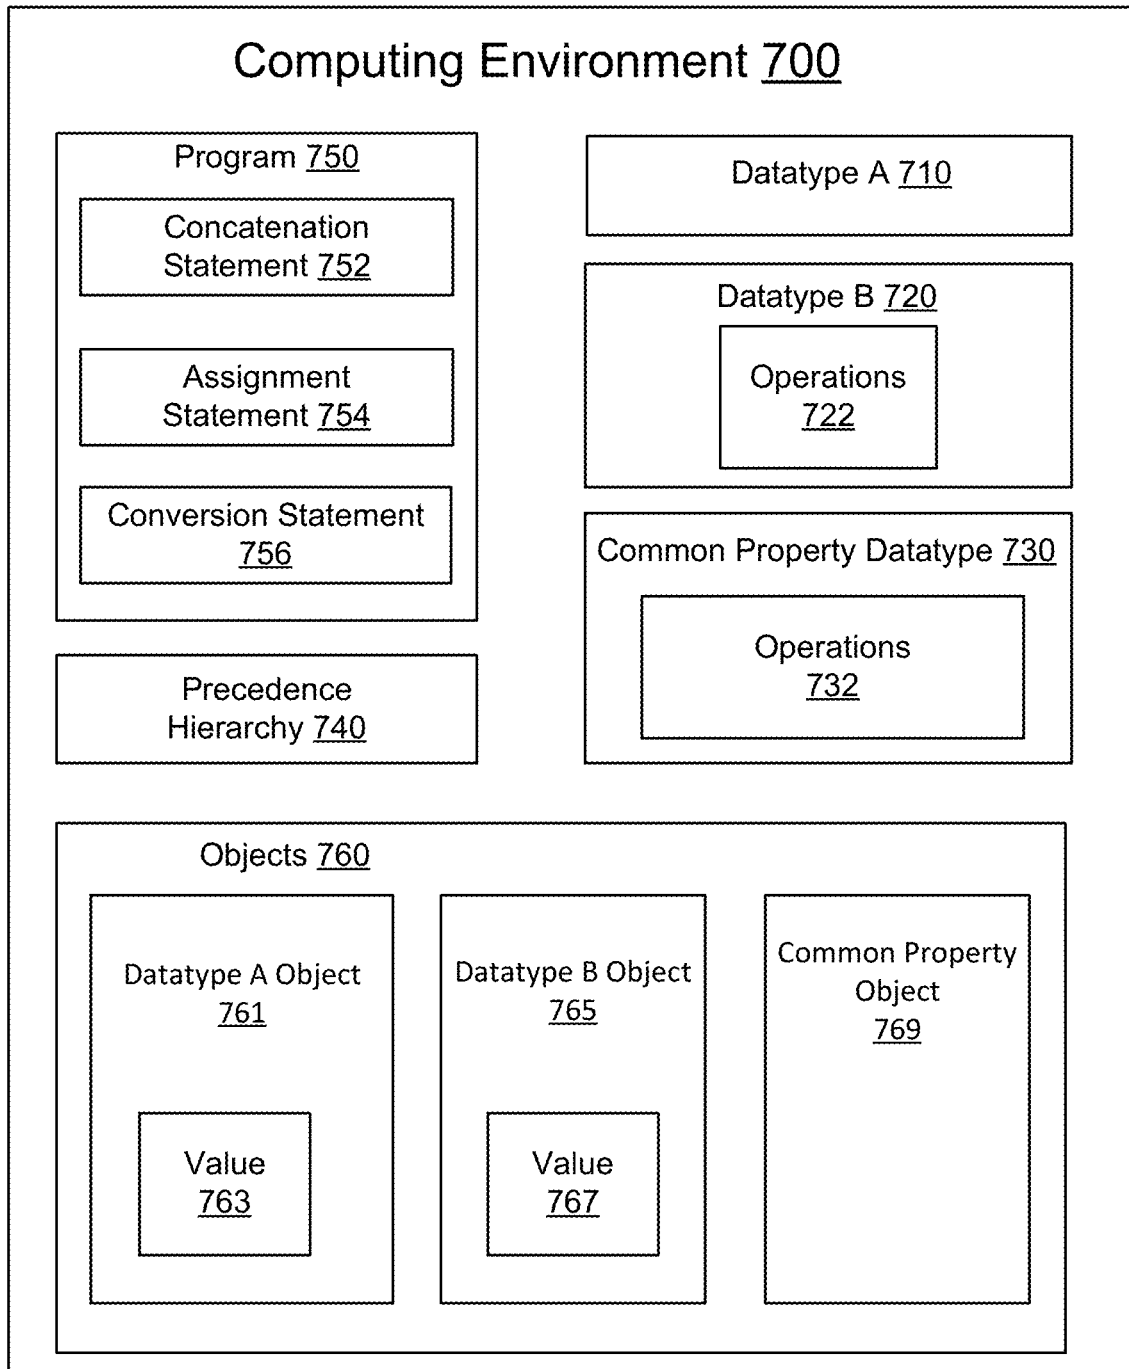 Computing Environment 700
Program 750
Concatenation
Statement 752
Assignment
Statement 754
Conversion Statement
756
Precedence
Hierarchy 740
Datatype A 710
Datatype B 720
Operations
722
Common Property Datatype 730
Operations
732
Objects 760
Datatype A Object
761
Value
763
Datatype B Object
765
Value
767
Common Property
Object
769